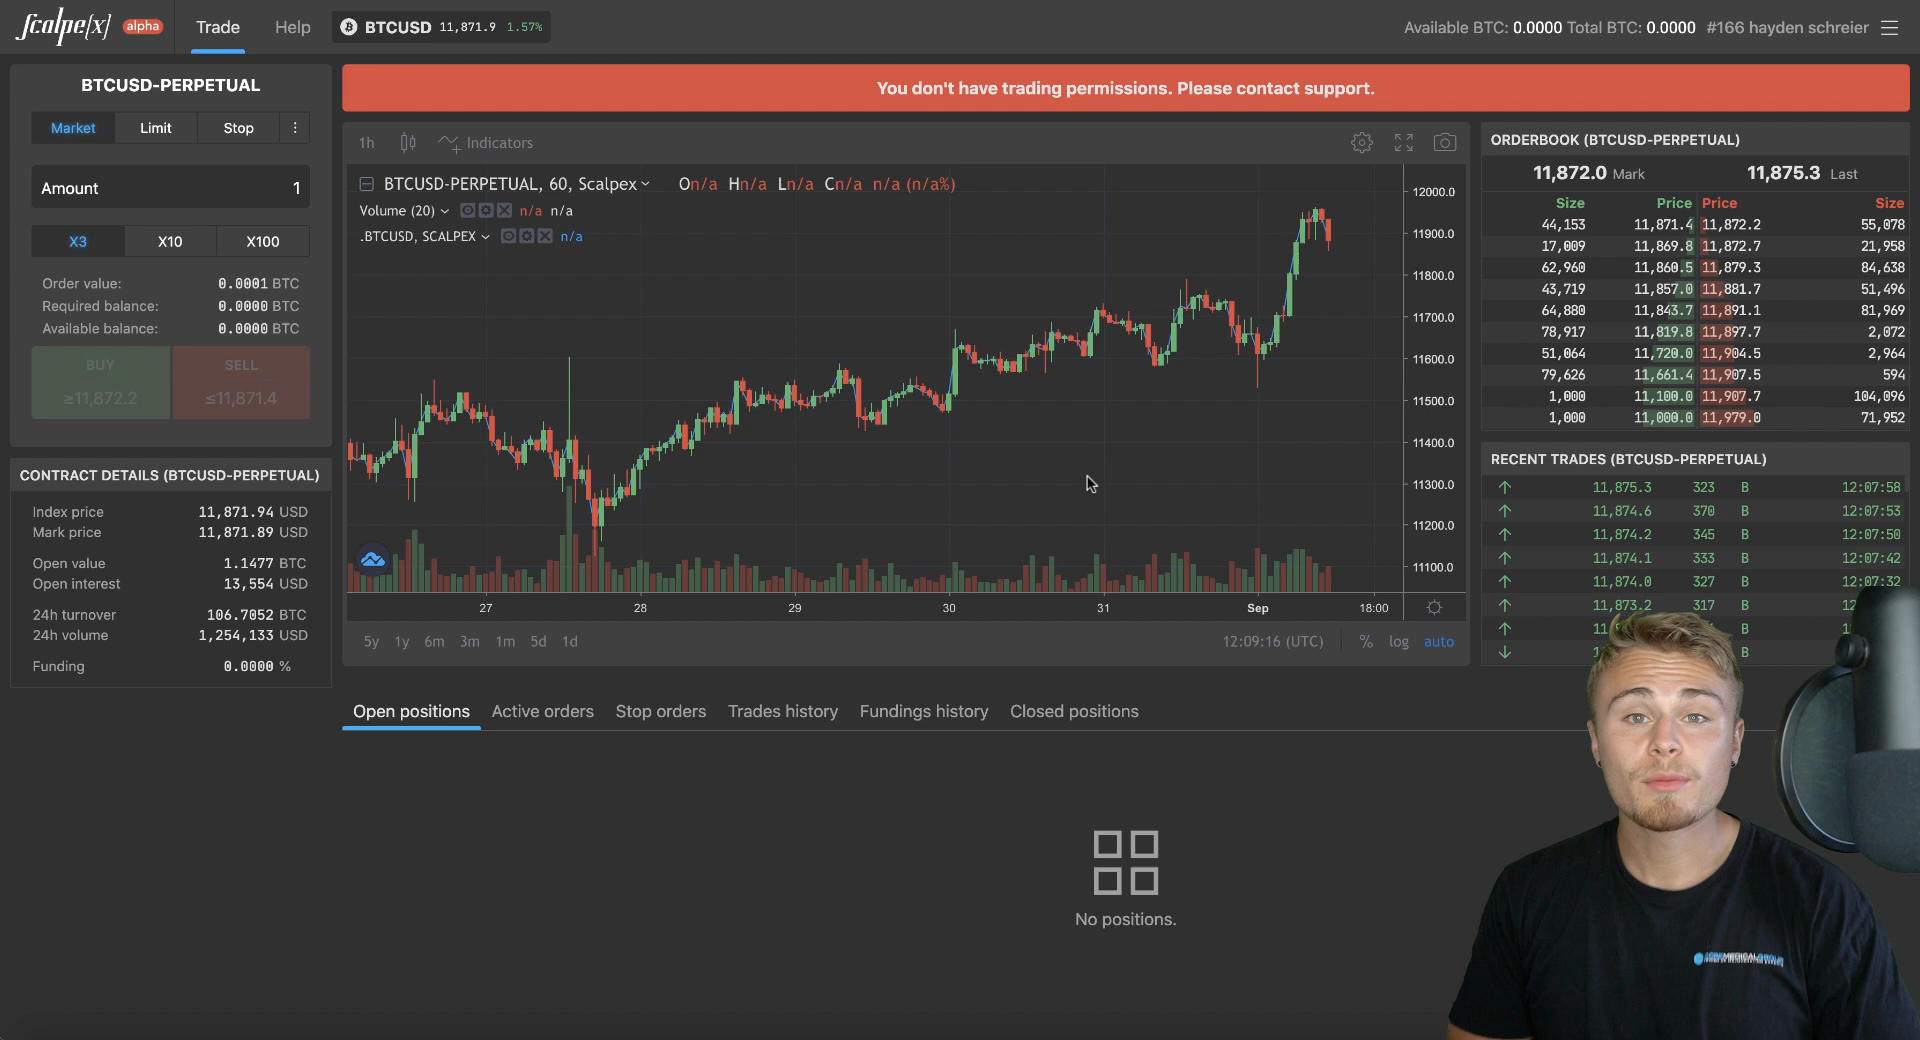 Scalpe[x] alpha Trade Help BTCUSD 11,871.9 1.57% Available BTC: 0.0000 Total BTC: 0.0000 #166 hayden schreier
BTCUSD-PERPETUAL
Market Limit Stop
Amount 1
X3 X10 X100
Order value: 0.0001 BTC
Required balance: 0.0000 BTC
Available balance: 0.0000 BTC
BUY SELL
≥11,872.2 ≤11,871.4
CONTRACT DETAILS (BTCUSD-PERPETUAL)
Index price 11,871.94 USD
Mark price 11,871.89 USD
Open value 1.1477 BTC
Open interest 13,554 USD
24h turnover 106.7052 BTC
24h volume 1,254,133 USD
Funding 0.0000 %
You don't have trading permissions. Please contact support.
1h Indicators
BTCUSD-PERPETUAL, 60, Scalpex On/a Hn/a Ln/a Cn/a n/a (n/a%)
Volume (20) n/a n/a
.BTCUSD, SCALPEX n/a
12000.0
11900.0
11800.0
11700.0
11600.0
11500.0
11400.0
11300.0
11200.0
11100.0
27 28 29 30 31 Sep 18:00
5y 1y 6m 3m 1m 5d 1d 12:09:16 (UTC) % log auto
ORDERBOOK (BTCUSD-PERPETUAL)
11,872.0 Mark 11,875.3 Last
Size Price Price Size
44,153 11,871.4 11,872.2 55,078
17,009 11,869.8 11,872.7 21,958
62,960 11,860.5 11,879.3 84,638
43,719 11,857.0 11,881.7 51,496
64,880 11,843.7 11,891.1 81,969
78,917 11,819.8 11,897.7 2,072
51,064 11,720.0 11,904.5 2,964
79,626 11,661.4 11,907.5 594
1,000 11,100.0 11,907.7 104,096
1,000 11,000.0 11,979.0 71,952
RECENT TRADES (BTCUSD-PERPETUAL)
↑ 11,875.3 323 B 12:07:58
↑ 11,874.6 370 B 12:07:53
↑ 11,874.2 345 B 12:07:50
↑ 11,874.1 333 B 12:07:42
↑ 11,874.0 327 B 12:07:32
↑ 11,873.2 317 B
↑ B
↓ B
Open positions Active orders Stop orders Trades history Fundings history Closed positions
No positions.